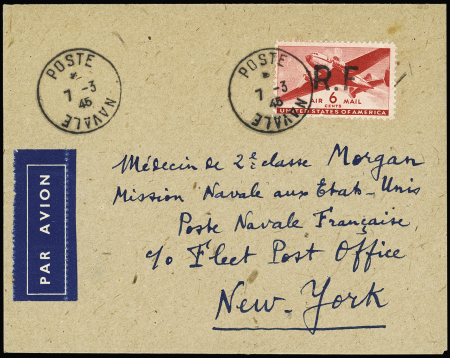 POSTE
*
7 -3
45
NAVALE
POSTE
*
7 -3
45
NAVALE
R.F
AIR 6 MAIL
CENTS
UNITED STATES OF AMERICA
PAR AVION
Médecin de 2e classe Morgan
Mission Navale aux Etats-Unis
Poste Navale Française
c/o Fleet Post Office
New-York